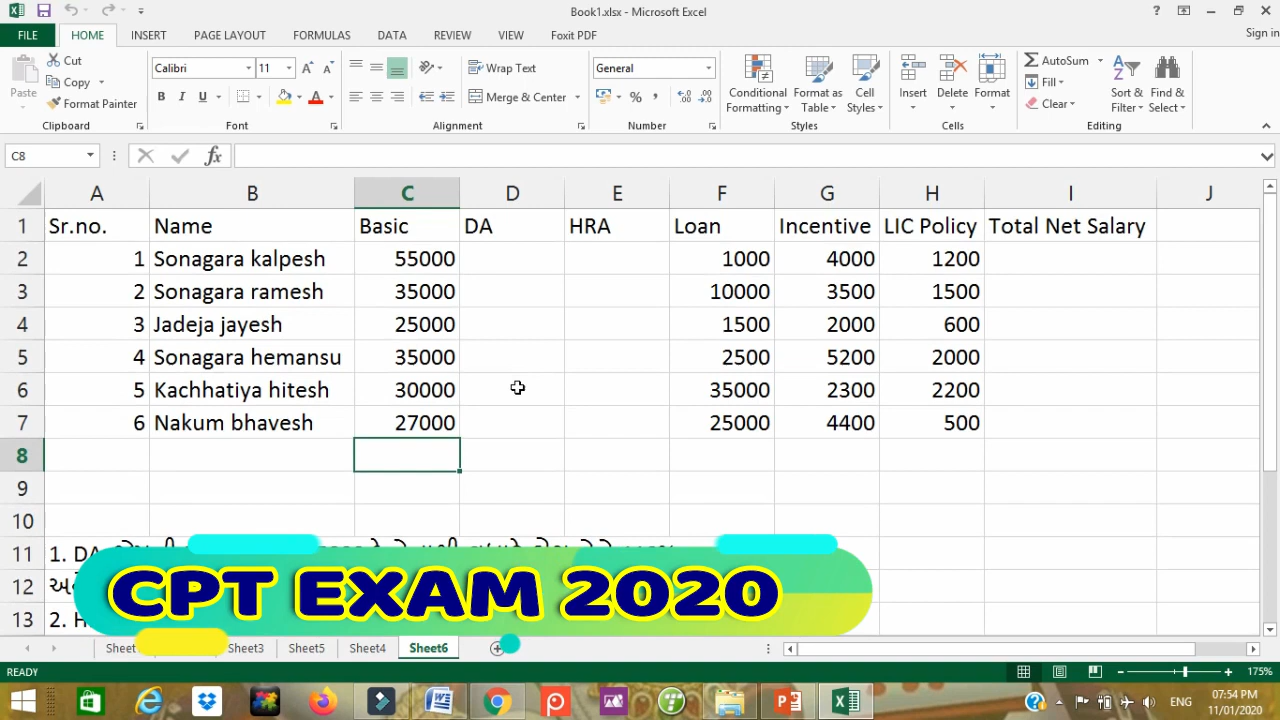 Book1.xlsx - Microsoft Excel
Sign in
FILE HOME INSERT PAGE LAYOUT FORMULAS DATA REVIEW VIEW Foxit PDF
Paste Cut Copy Format Painter Clipboard
Calibri 11 B I U Font
Wrap Text Merge & Center Alignment
General % , Number
Conditional Formatting Format as Table Cell Styles Styles
Insert Delete Format Cells
AutoSum Fill Clear Sort & Filter Find & Select Editing
C8 fx
A B C D E F G H I J
1 Sr.no. Name Basic DA HRA Loan Incentive LIC Policy Total Net Salary
2 1 Sonagara kalpesh 55000 1000 4000 1200
3 2 Sonagara ramesh 35000 10000 3500 1500
4 3 Jadeja jayesh 25000 1500 2000 600
5 4 Sonagara hemansu 35000 2500 5200 2000
6 5 Kachhatiya hitesh 30000 35000 2300 2200
7 6 Nakum bhavesh 27000 25000 4400 500
8
9
10
11 1. DA
12
13 2. H
CPT EXAM 2020
Sheet Sheet3 Sheet5 Sheet4 Sheet6
READY 175%
ENG 07:54 PM
11/01/2020